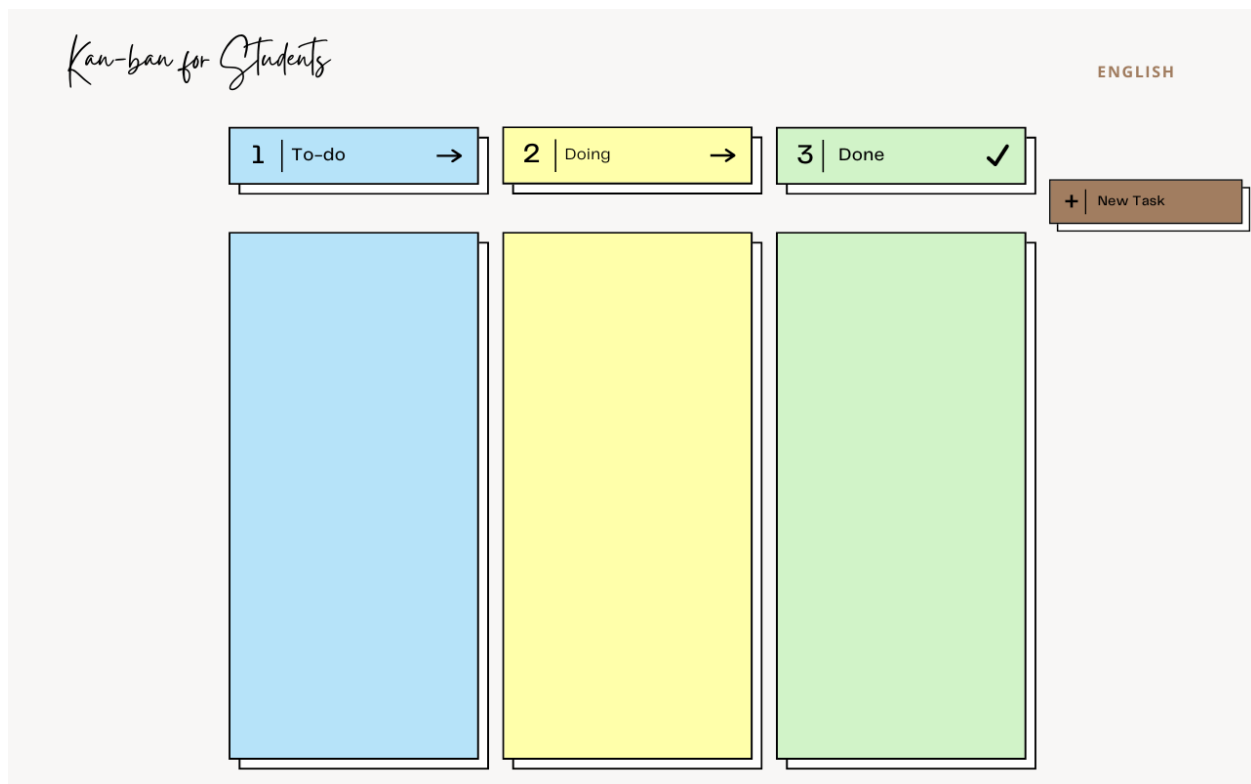 Kan-ban for Students
ENGLISH
1 To-do →
2 Doing →
3 Done ✓
+ New Task